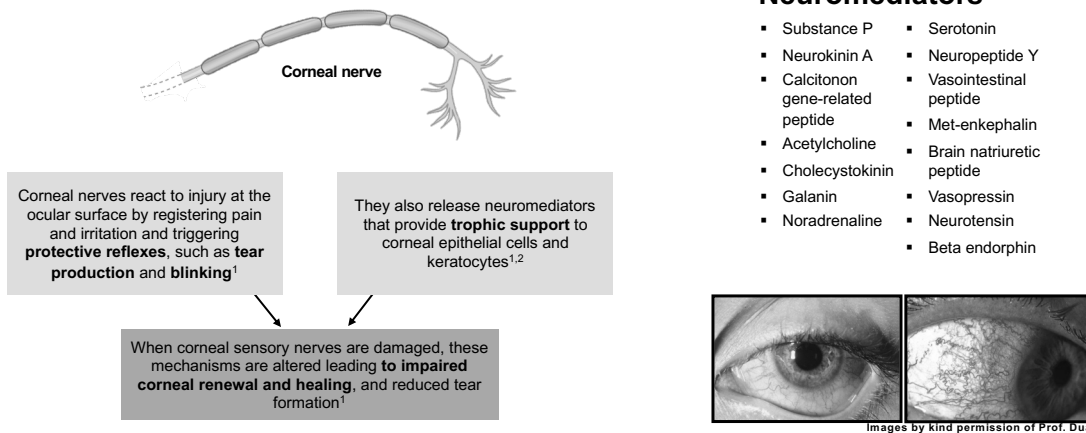 Neuromediators
Corneal nerve
Corneal nerves react to injury at the
ocular surface by registering pain
and irritation and triggering
protective reflexes, such as tear
production and blinking1
They also release neuromediators
that provide trophic support to
corneal epithelial cells and
keratocytes1,2
When corneal sensory nerves are damaged, these
mechanisms are altered leading to impaired
corneal renewal and healing, and reduced tear
formation1
▪ Substance P
▪ Neurokinin A
▪ Calcitonon
gene-related
peptide
▪ Acetylcholine
▪ Cholecystokinin
▪ Galanin
▪ Noradrenaline
▪ Serotonin
▪ Neuropeptide Y
▪ Vasointestinal
peptide
▪ Met-enkephalin
▪ Brain natriuretic
peptide
▪ Vasopressin
▪ Neurotensin
▪ Beta endorphin
Images by kind permission of Prof.